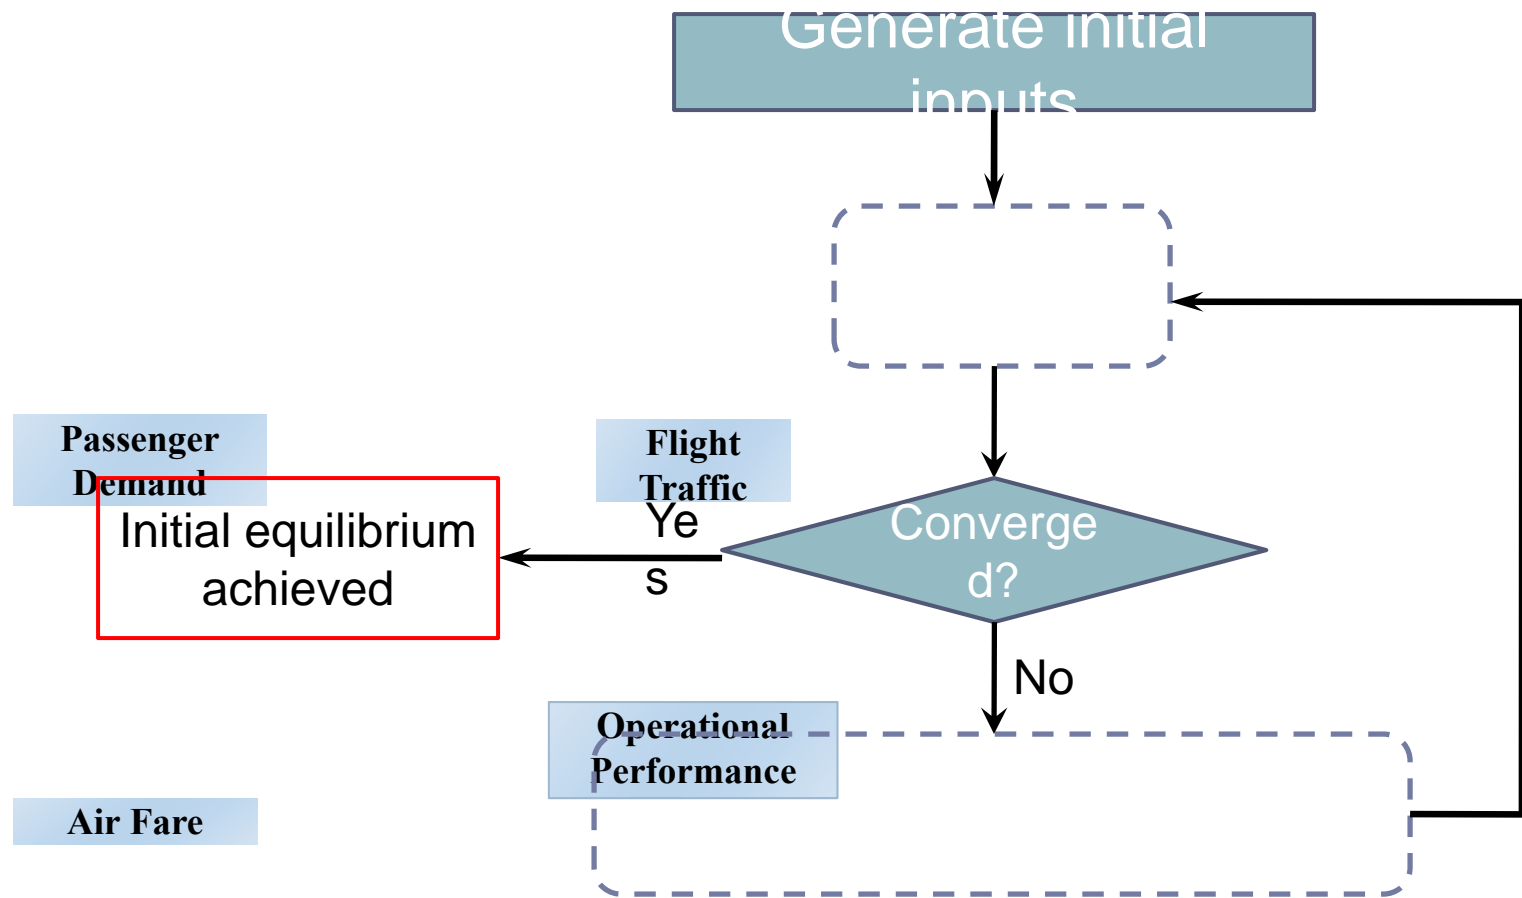 Generate initial
inputs
Passenger
Demand
Flight
Traffic
Ye
s
Converge
d?
Initial equilibrium
achieved
No
Operational
Performance
Air Fare